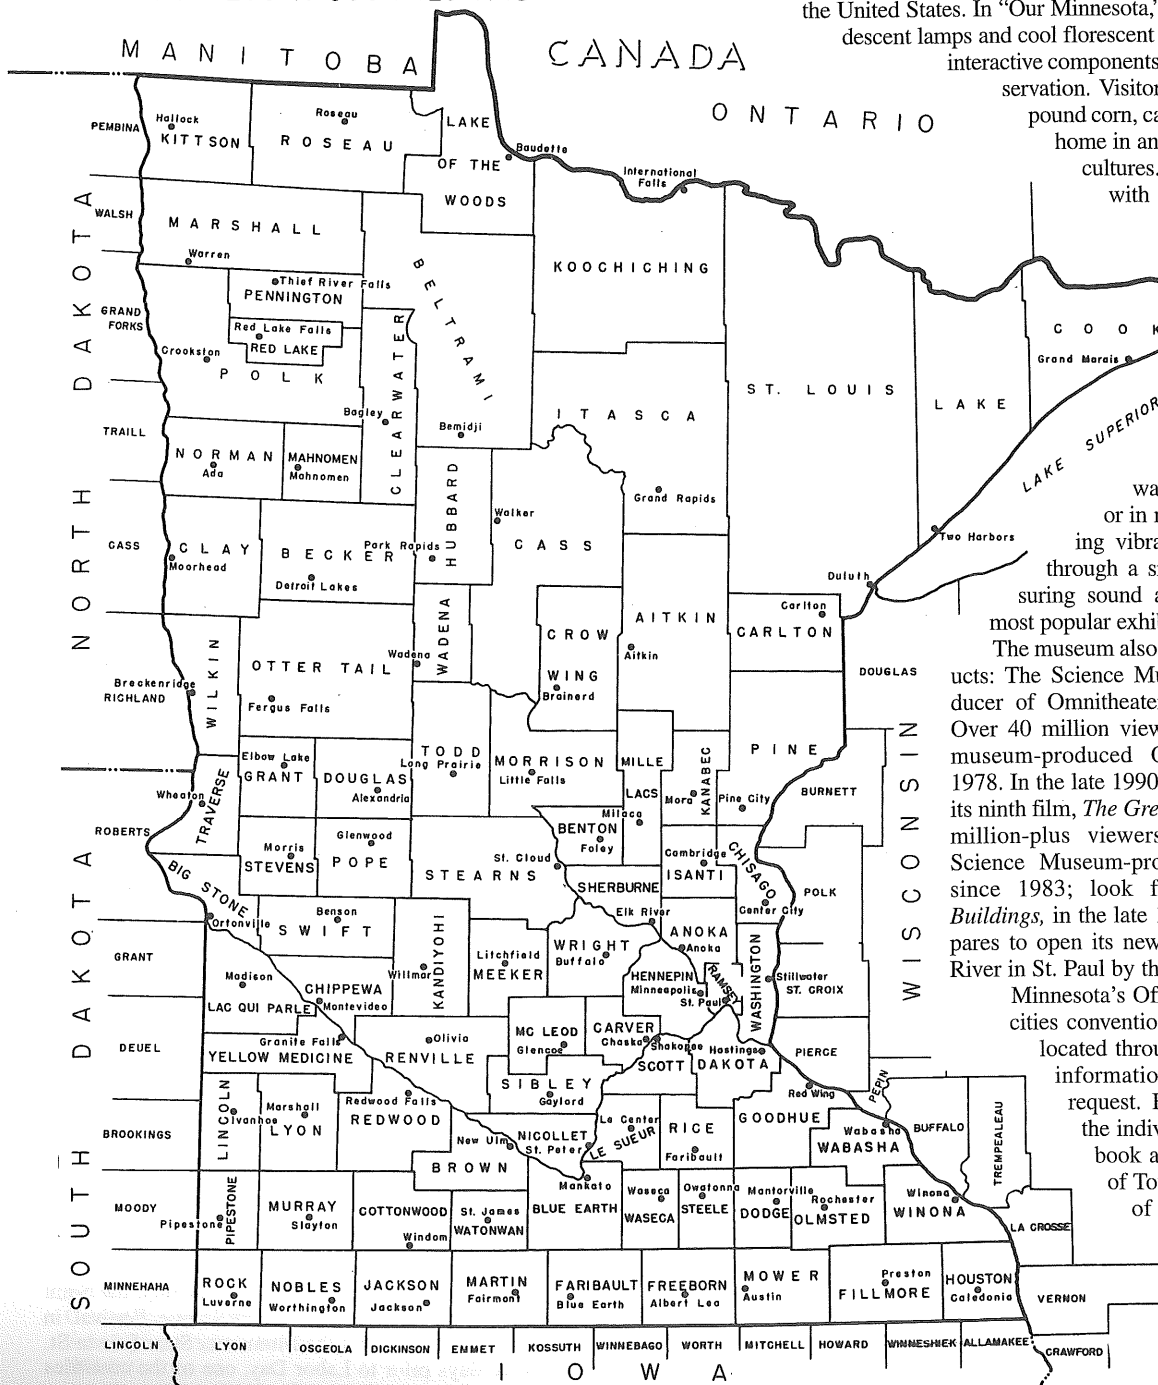 the United States. In “Our Minnesota,”
descent lamps and cool florescent
interactive components
servation. Visitor
pound corn, ca
home in an
cultures.
with
MANITOBA
CANADA
ONTARIO
PEMBINA
Hallock
KITTSON
Roseau
ROSEAU
LAKE
OF THE
WOODS
Baudette
International
Falls
WALSH
MARSHALL
Warren
BELTRAMI
KOOCHICHING
Thief River Falls
PENNINGTON
GRAND
FORKS
Red Lake Falls
RED LAKE
Crookston
POLK
CLEARWATER
Bagley
Bemidji
ITASCA
ST. LOUIS
LAKE
COOK
Grand Marais
LAKE SUPERIOR
NORTH DAKOTA
TRAILL
NORMAN
Ada
MAHNOMEN
Mahnomen
HUBBARD
Grand Rapids
Walker
CASS
CASS
CLAY
Moorhead
BECKER
Park Rapids
Detroit Lakes
Two Harbors
Duluth
wa
or in r
ing vibra
through a s
suring sound a
most popular exhib
The museum also
ucts: The Science Mu
ducer of Omnitheater
Over 40 million view
museum-produced O
1978. In the late 1990
its ninth film, The Gre
million-plus viewers
Science Museum-pro
since 1983; look f
Buildings, in the late
pares to open its new
River in St. Paul by th
Minnesota's Of
cities conventio
located throu
informatio
request. F
the indiv
book a
of To
of
WADENA
Wadena
CROW
WING
Brainerd
AITKIN
Aitkin
Carlton
CARLTON
DOUGLAS
Breckenridge
RICHLAND
WILKIN
OTTER TAIL
Fergus Falls
TODD
Long Prairie
MORRISON
Little Falls
MILLE
LACS
Milaca
KANABEC
Mora
PINE
Pine City
BURNETT
WISCONSIN
Elbow Lake
GRANT
DOUGLAS
Alexandria
Wheaton
TRAVERSE
ROBERTS
Morris
STEVENS
Glenwood
POPE
BENTON
Foley
St. Cloud
STEARNS
SHERBURNE
Elk River
Cambridge
ISANTI
CHISAGO
Center City
POLK
BIG STONE
Ortonville
Benson
SWIFT
KANDIYOHI
Willmar
Litchfield
MEEKER
WRIGHT
Buffalo
ANOKA
Anoka
HENNEPIN
Minneapolis
RAMSEY
St. Paul
WASHINGTON
Stillwater
ST. CROIX
SOUTH DAKOTA
GRANT
Madison
LAC QUI PARLE
CHIPPEWA
Montevideo
DEUEL
Granite Falls
YELLOW MEDICINE
Olivia
RENVILLE
MC LEOD
Glencoe
CARVER
Chaska
Shakopee
SCOTT
Hastings
DAKOTA
PIERCE
SIBLEY
Gaylord
Red Wing
PEPIN
BROOKINGS
LINCOLN
Ivanhoe
Marshall
LYON
Redwood Falls
REDWOOD
New Ulm
NICOLLET
St. Peter
Le Center
LE SUEUR
RICE
Faribault
GOODHUE
Wabasha
WABASHA
BUFFALO
TREMPEALEAU
BROWN
Mankato
MOODY
Pipestone
PIPESTONE
MURRAY
Slayton
COTTONWOOD
Windom
St. James
WATONWAN
BLUE EARTH
Waseca
WASECA
Owatonna
STEELE
Mantorville
DODGE
Rochester
OLMSTED
Winona
WINONA
LA CROSSE
MINNEHAHA
ROCK
Luverne
NOBLES
Worthington
JACKSON
Jackson
MARTIN
Fairmont
FARIBAULT
Blue Earth
FREEBORN
Albert Lea
MOWER
Austin
Preston
FILLMORE
HOUSTON
Caledonia
VERNON
LINCOLN
LYON
OSCEOLA
DICKINSON
EMMET
KOSSUTH
WINNEBAGO
WORTH
MITCHELL
HOWARD
WINNESHIEK
ALLAMAKEE
CRAWFORD
IOWA